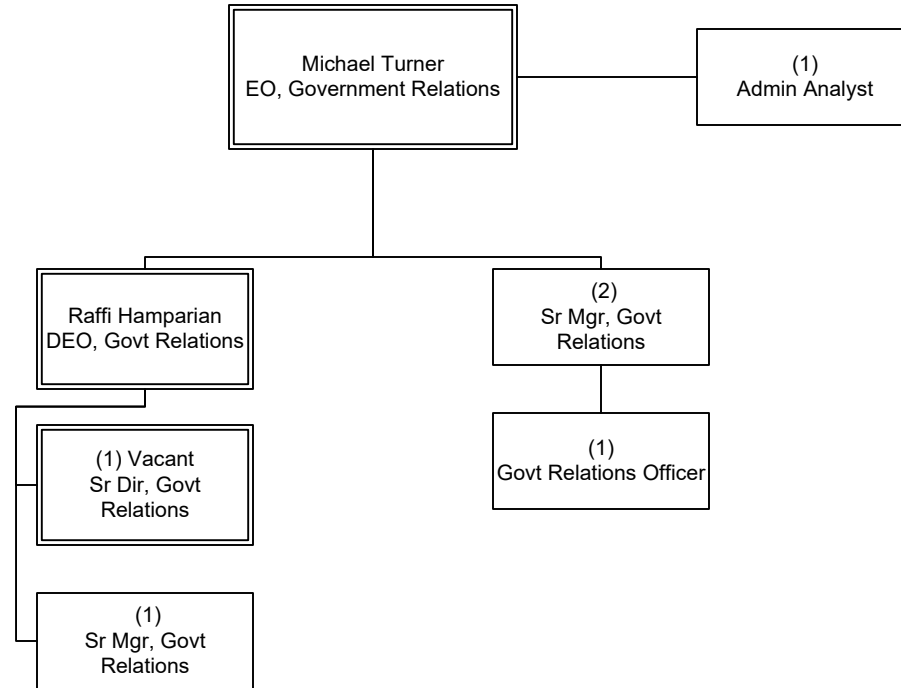 Michael Turner
EO, Government Relations
(1)
Admin Analyst
Raffi Hamparian
DEO, Govt Relations
(2)
Sr Mgr, Govt
Relations
(1) Vacant
Sr Dir, Govt
Relations
(1)
Govt Relations Officer
(1)
Sr Mgr, Govt
Relations